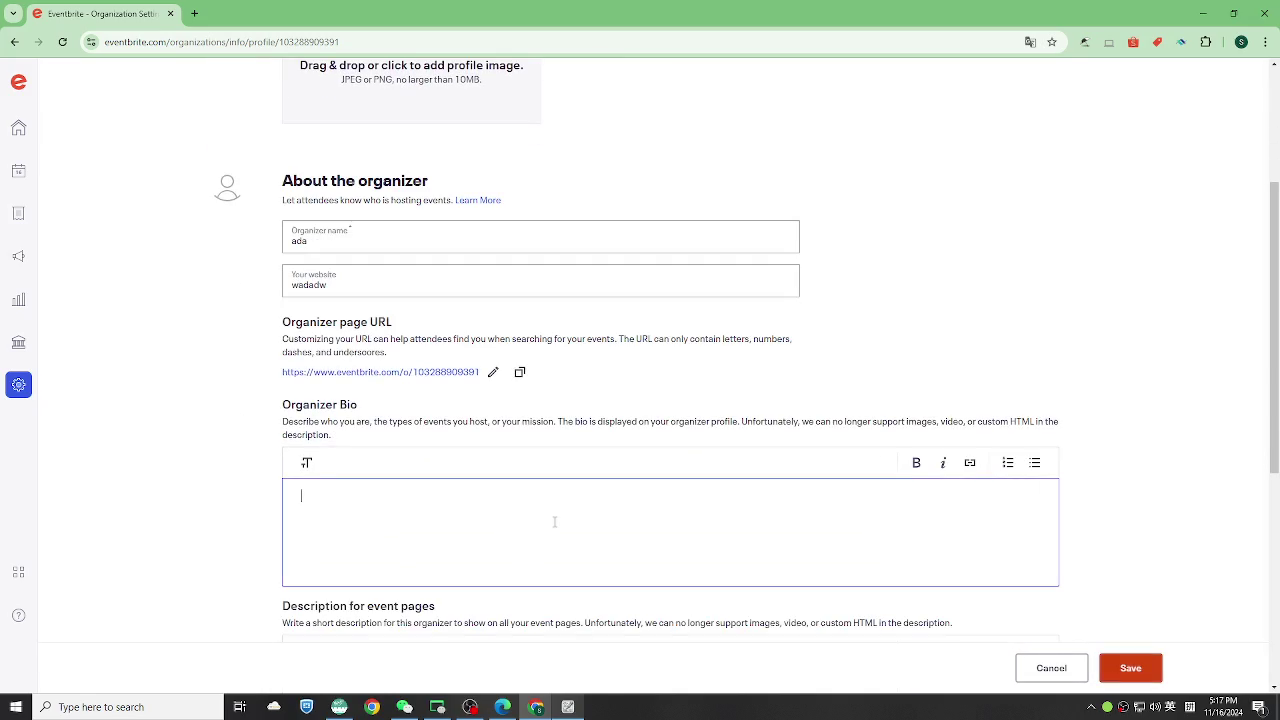 Eventbrite - Organization Setti
eventbrite.com/organizations/info/profile/103288909391
S
Drag & drop or click to add profile image.
JPEG or PNG, no larger than 10MB.
About the organizer
Let attendees know who is hosting events. Learn More
Organizer name*
ada
Your website
wadadw
Organizer page URL
Customizing your URL can help attendees find you when searching for your events. The URL can only contain letters, numbers,
dashes, and underscores.
https://www.eventbrite.com/o/103288909391
Organizer Bio
Describe who you are, the types of events you host, or your mission. The bio is displayed on your organizer profile. Unfortunately, we can no longer support images, video, or custom HTML in the
description.
B i
Description for event pages
Write a short description for this organizer to show on all your event pages. Unfortunately, we can no longer support images, video, or custom HTML in the description.
Cancel Save
Type here to search
英
5:17 PM
11/16/2024